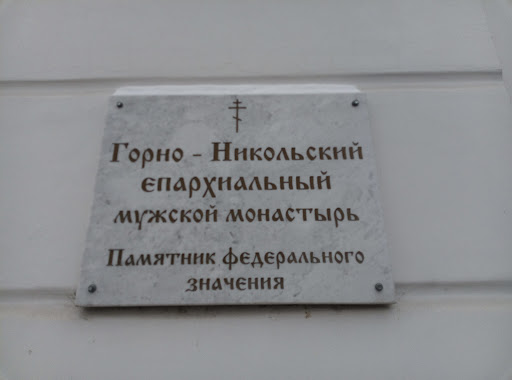 Горно - Никольский
епархиальный
мужской монастырь
Памятник федерального
значения